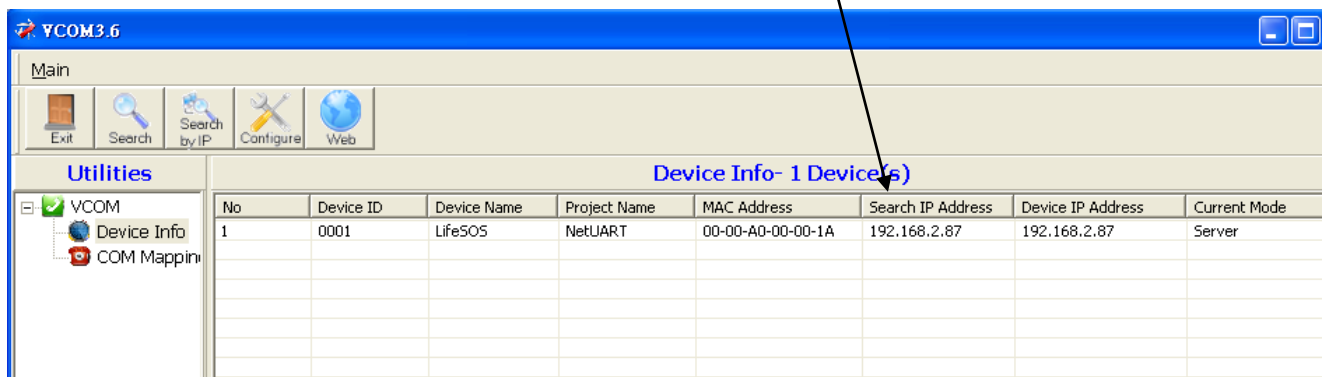 VCOM3.6
Main
Exit Search Search by IP Configure Web
Utilities Device Info- 1 Device(s)
VCOM No Device ID Device Name Project Name MAC Address Search IP Address Device IP Address Current Mode
Device Info 1 0001 LifeSOS NetUART 00-00-A0-00-00-1A 192.168.2.87 192.168.2.87 Server
COM Mappin